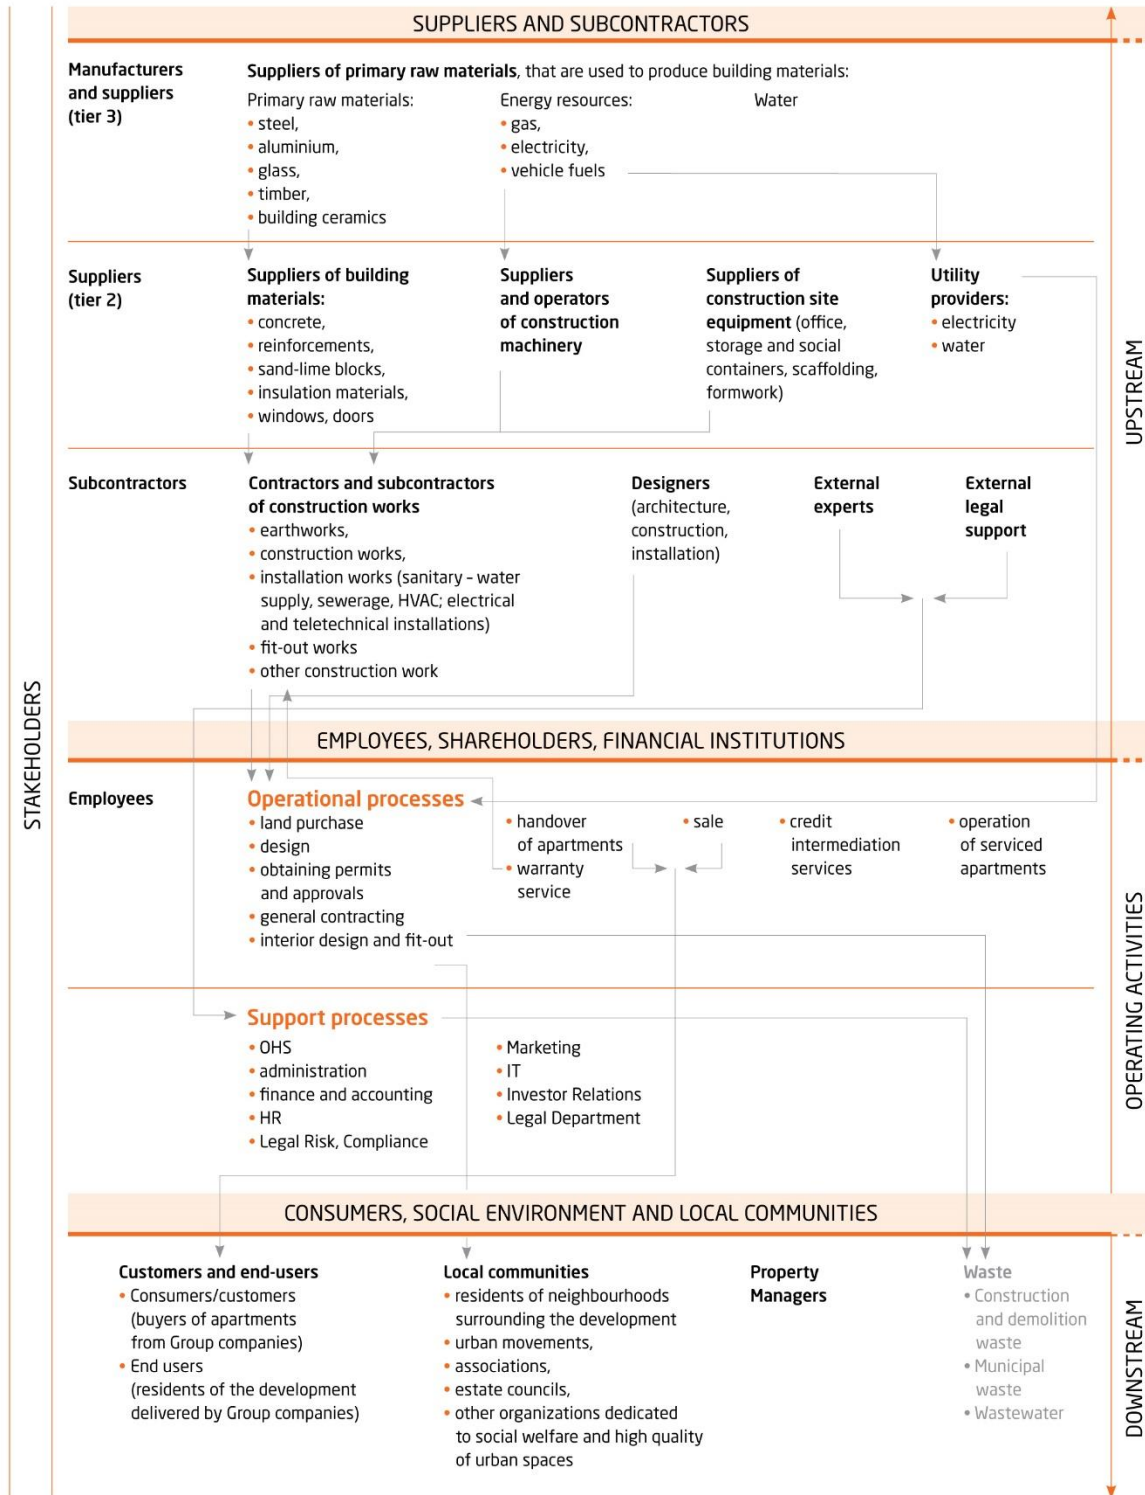 SUPPLIERS AND SUBCONTRACTORS
Manufacturers
and suppliers
(tier 3)
Suppliers of primary raw materials, that are used to produce building materials:
Primary raw materials:
• steel,
• aluminium,
• glass,
• timber,
• building ceramics
Energy resources:
• gas,
• electricity,
• vehicle fuels
Water
Suppliers
(tier 2)
Suppliers of building
materials:
• concrete,
• reinforcements,
• sand-lime blocks,
• insulation materials,
• windows, doors
Suppliers
and operators
of construction
machinery
Suppliers of
construction site
equipment (office,
storage and social
containers, scaffolding,
formwork)
Utility
providers:
• electricity
• water
Subcontractors
Contractors and subcontractors
of construction works
• earthworks,
• construction works,
• installation works (sanitary – water
supply, sewerage, HVAC; electrical
and teletechnical installations)
• fit-out works
• other construction work
Designers
(architecture,
construction,
installation)
External
experts
External
legal
support
EMPLOYEES, SHAREHOLDERS, FINANCIAL INSTITUTIONS
Employees
Operational processes
• land purchase
• design
• obtaining permits
and approvals
• general contracting
• interior design and fit-out
• handover
of apartments
• warranty
service
• sale
• credit
intermediation
services
• operation
of serviced
apartments
Support processes
• OHS
• administration
• finance and accounting
• HR
• Legal Risk, Compliance
• Marketing
• IT
• Investor Relations
• Legal Department
CONSUMERS, SOCIAL ENVIRONMENT AND LOCAL COMMUNITIES
Customers and end-users
• Consumers/customers
(buyers of apartments
from Group companies)
• End users
(residents of the development
delivered by Group companies)
Local communities
• residents of neighbourhoods
surrounding the development
• urban movements,
• associations,
• estate councils,
• other organizations dedicated
to social welfare and high quality
of urban spaces
Property
Managers
Waste
• Construction
and demolition
waste
• Municipal
waste
• Wastewater
STAKEHOLDERS
UPSTREAM
OPERATING ACTIVITIES
DOWNSTREAM